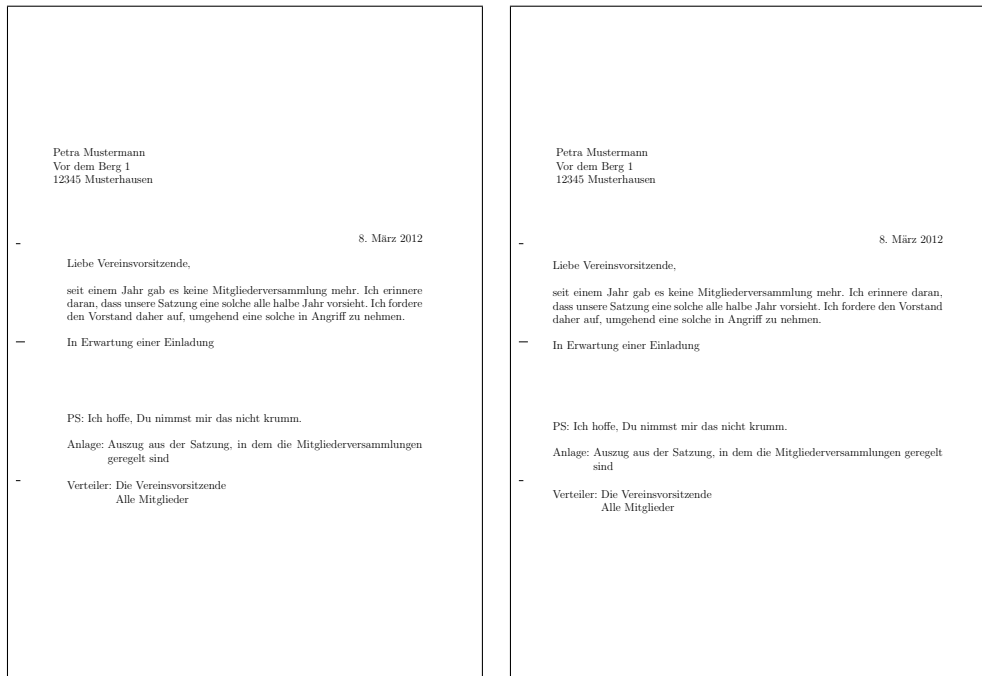 Petra Mustermann
Vor dem Berg 1
12345 Musterhausen
8. März 2012
Liebe Vereinsvorsitzende,
seit einem Jahr gab es keine Mitgliederversammlung mehr. Ich erinnere
daran, dass unsere Satzung eine solche alle halbe Jahr vorsieht. Ich fordere
den Vorstand daher auf, umgehend eine solche in Angriff zu nehmen.
In Erwartung einer Einladung
PS: Ich hoffe, Du nimmst mir das nicht krumm.
Anlage: Auszug aus der Satzung, in dem die Mitgliederversammlungen
geregelt sind
Verteiler: Die Vereinsvorsitzende
Alle Mitglieder
Petra Mustermann
Vor dem Berg 1
12345 Musterhausen
8. März 2012
Liebe Vereinsvorsitzende,
seit einem Jahr gab es keine Mitgliederversammlung mehr. Ich erinnere daran,
dass unsere Satzung eine solche alle halbe Jahr vorsieht. Ich fordere den Vorstand
daher auf, umgehend eine solche in Angriff zu nehmen.
In Erwartung einer Einladung
PS: Ich hoffe, Du nimmst mir das nicht krumm.
Anlage: Auszug aus der Satzung, in dem die Mitgliederversammlungen geregelt
sind
Verteiler: Die Vereinsvorsitzende
Alle Mitglieder